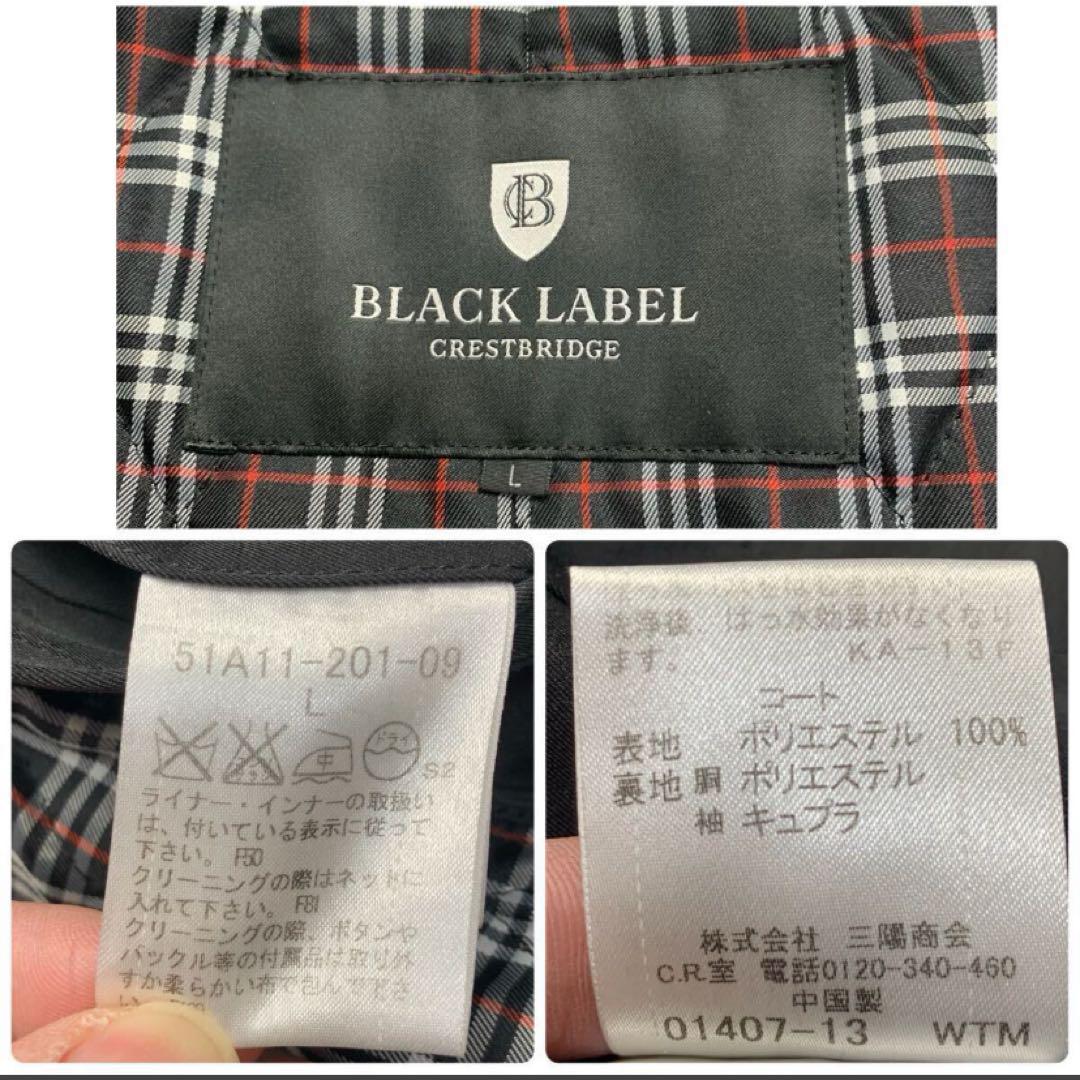 CB
BLACK LABEL
CRESTBRIDGE
L
51A11-201-09
L
中
ドライ
S2
ライナー・インナーの取扱い
は、付いている表示に従って
下さい。 F50
クリーニングの際はネットに
入れて下さい。 F81
クリーニングの際、ボタンや
バックル等の付属品は取り外
すか柔らかい布で包んで下さ
い。
洗浄後、はっ水効果がなくなり
ます。 KA-13F
コート
表地 ポリエステル 100%
裏地 胴 ポリエステル
袖 キュプラ
株式会社 三陽商会
C.R.室 電話0120-340-460
中国製
01407-13 WTM